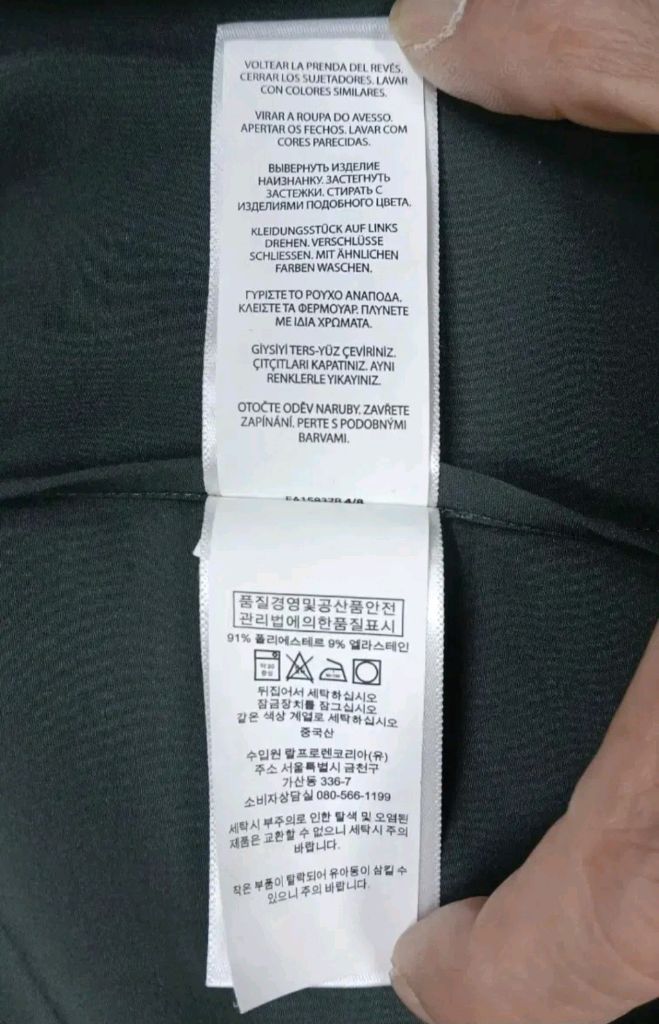 VOLTEAR LA PRENDA DEL REVÉS.
CERRAR LOS SUJETADORES. LAVAR
CON COLORES SIMILARES.
VIRAR A ROUPA DO AVESSO.
APERTAR OS FECHOS. LAVAR COM
CORES PARECIDAS.
ВЫВЕРНУТЬ ИЗДЕЛИЕ
НАИЗНАНКУ. ЗАСТЕГНУТЬ
ЗАСТЕЖКИ. СТИРАТЬ С
ИЗДЕЛИЯМИ ПОДОБНОГО ЦВЕТА.
KLEIDUNGSSTÜCK AUF LINKS
DREHEN. VERSCHLÜSSE
SCHLIESSEN. MIT ÄHNLICHEN
FARBEN WASCHEN.
ΓΥΡΙΣΤΕ ΤΟ ΡΟΥΧΟ ΑΝΑΠΟΔΑ.
ΚΛΕΙΣΤΕ ΤΑ ΦΕΡΜΟΥΑΡ. ΠΛΥΝΕΤΕ
ΜΕ ΙΔΙΑ ΧΡΩΜΑΤΑ.
GİYSİYİ TERS-YÜZ ÇEVİRİNİZ.
ÇITÇITLARI KAPATINIZ. AYNI
RENKLERLE YIKAYINIZ.
OTOČTE ODĚV NARUBY. ZAVŘETE
ZAPÍNÁNÍ. PERTE S PODOBNÝMI
BARVAMI.
4/8
품질경영및공산품안전
관리법에의한품질표시
91% 폴리에스테르 9% 엘라스테인
뒤집어서 세탁하십시오
잠금장치를 잠그십시오
같은 색상 계열로 세탁하십시오
중국산
수입원 랄프로렌코리아(유)
주소 서울특별시 금천구
가산동 336-7
소비자상담실 080-566-1199
세탁시 부주의로 인한 탈색 및 오염된
제품은 교환할 수 없으니 세탁시 주의
바랍니다.
작은 부품이 탈락되어 유아동이 삼킬 수
있으니 주의 바랍니다.